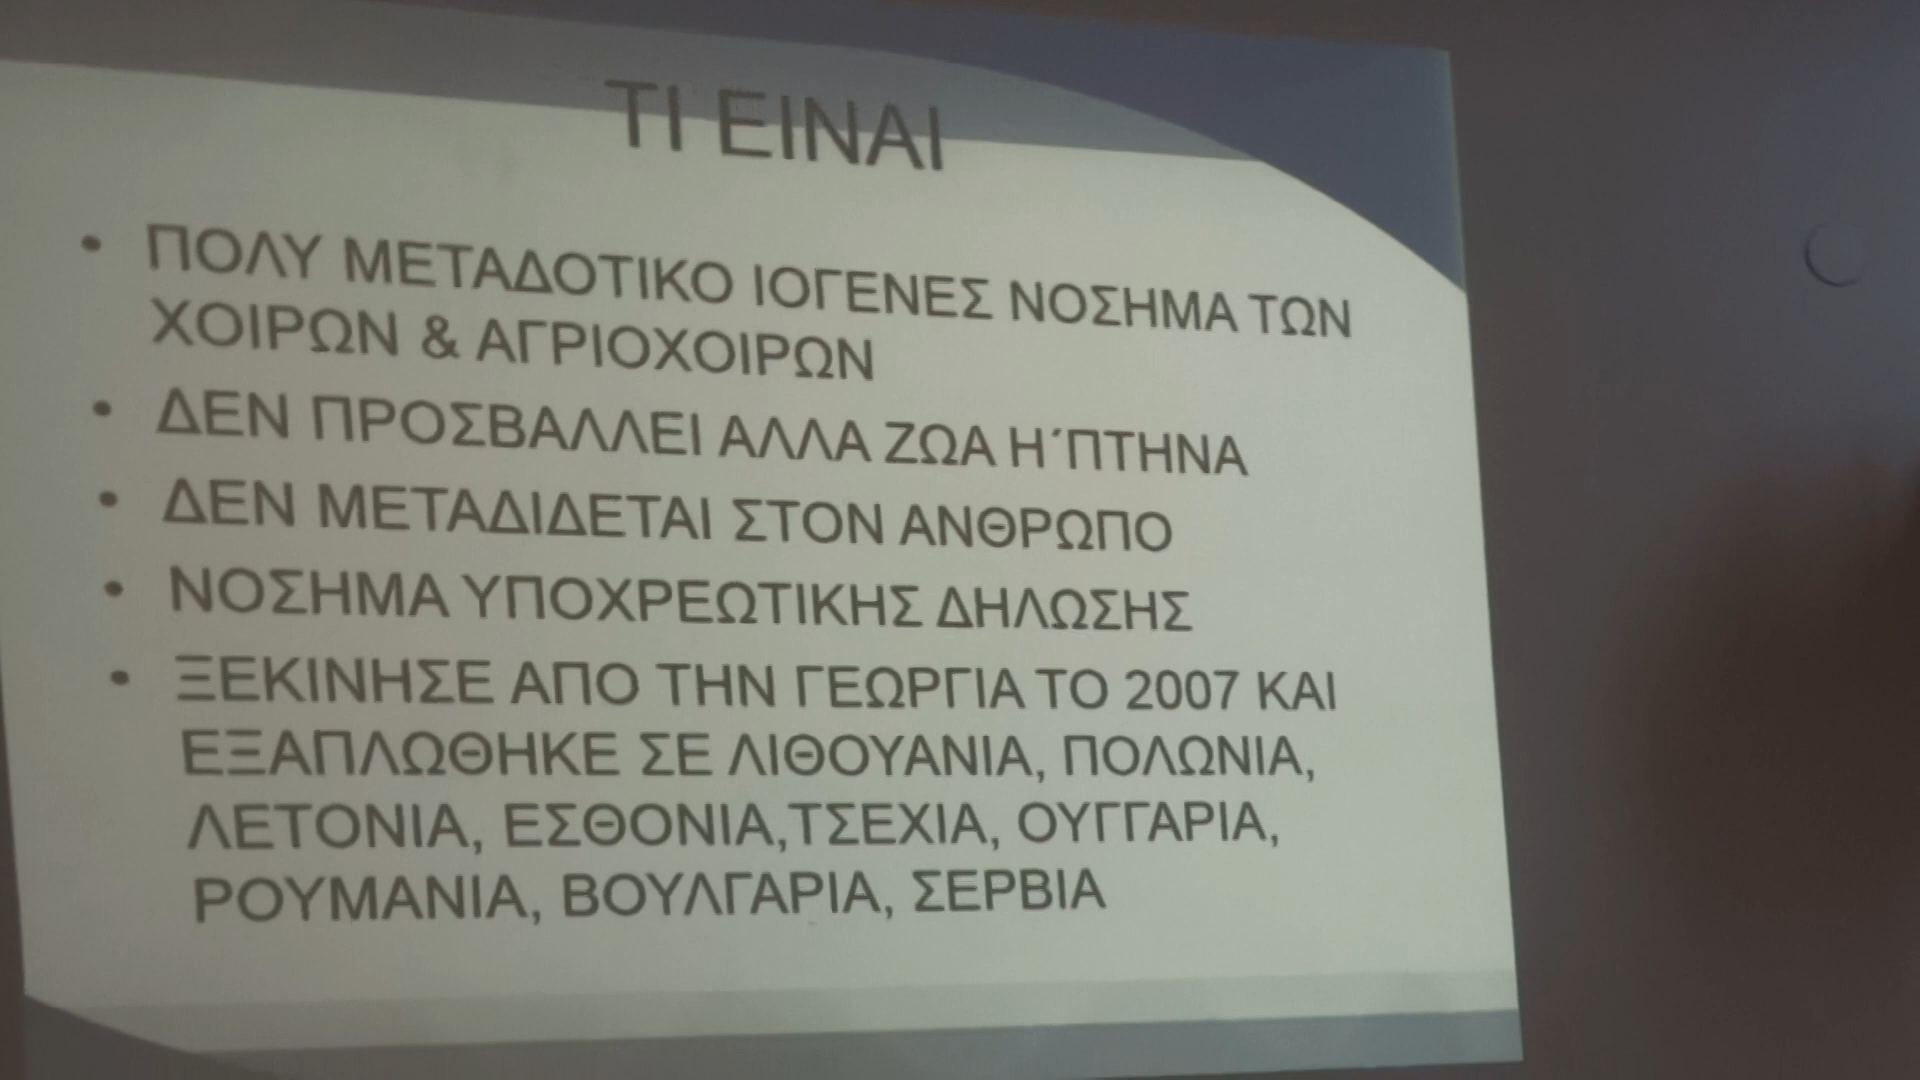 ΤΙ ΕΙΝΑΙ
• ΠΟΛΥ ΜΕΤΑΔΟΤΙΚΟ ΙΟΓΕΝΕΣ ΝΟΣΗΜΑ ΤΩΝ
ΧΟΙΡΩΝ & ΑΓΡΙΟΧΟΙΡΩΝ
• ΔΕΝ ΠΡΟΣΒΑΛΛΕΙ ΑΛΛΑ ΖΩΑ Η΄ΠΤΗΝΑ
• ΔΕΝ ΜΕΤΑΔΙΔΕΤΑΙ ΣΤΟΝ ΑΝΘΡΩΠΟ
• ΝΟΣΗΜΑ ΥΠΟΧΡΕΩΤΙΚΗΣ ΔΗΛΩΣΗΣ
• ΞΕΚΙΝΗΣΕ ΑΠΟ ΤΗΝ ΓΕΩΡΓΙΑ ΤΟ 2007 ΚΑΙ
ΕΞΑΠΛΩΘΗΚΕ ΣΕ ΛΙΘΟΥΑΝΙΑ, ΠΟΛΩΝΙΑ,
ΛΕΤΟΝΙΑ, ΕΣΘΟΝΙΑ,ΤΣΕΧΙΑ, ΟΥΓΓΑΡΙΑ,
ΡΟΥΜΑΝΙΑ, ΒΟΥΛΓΑΡΙΑ, ΣΕΡΒΙΑ